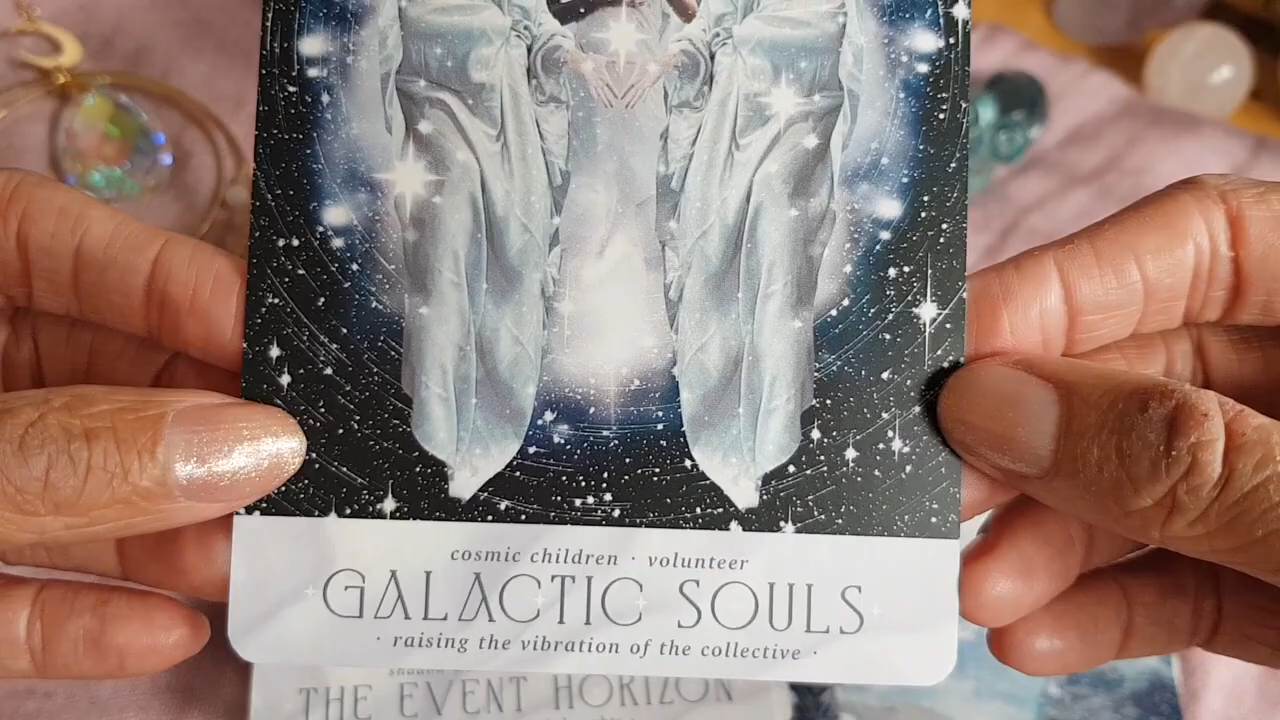 cosmic children · volunteer
GALACTIC SOULS
· raising the vibration of the collective ·
THE EVENT HORIZON